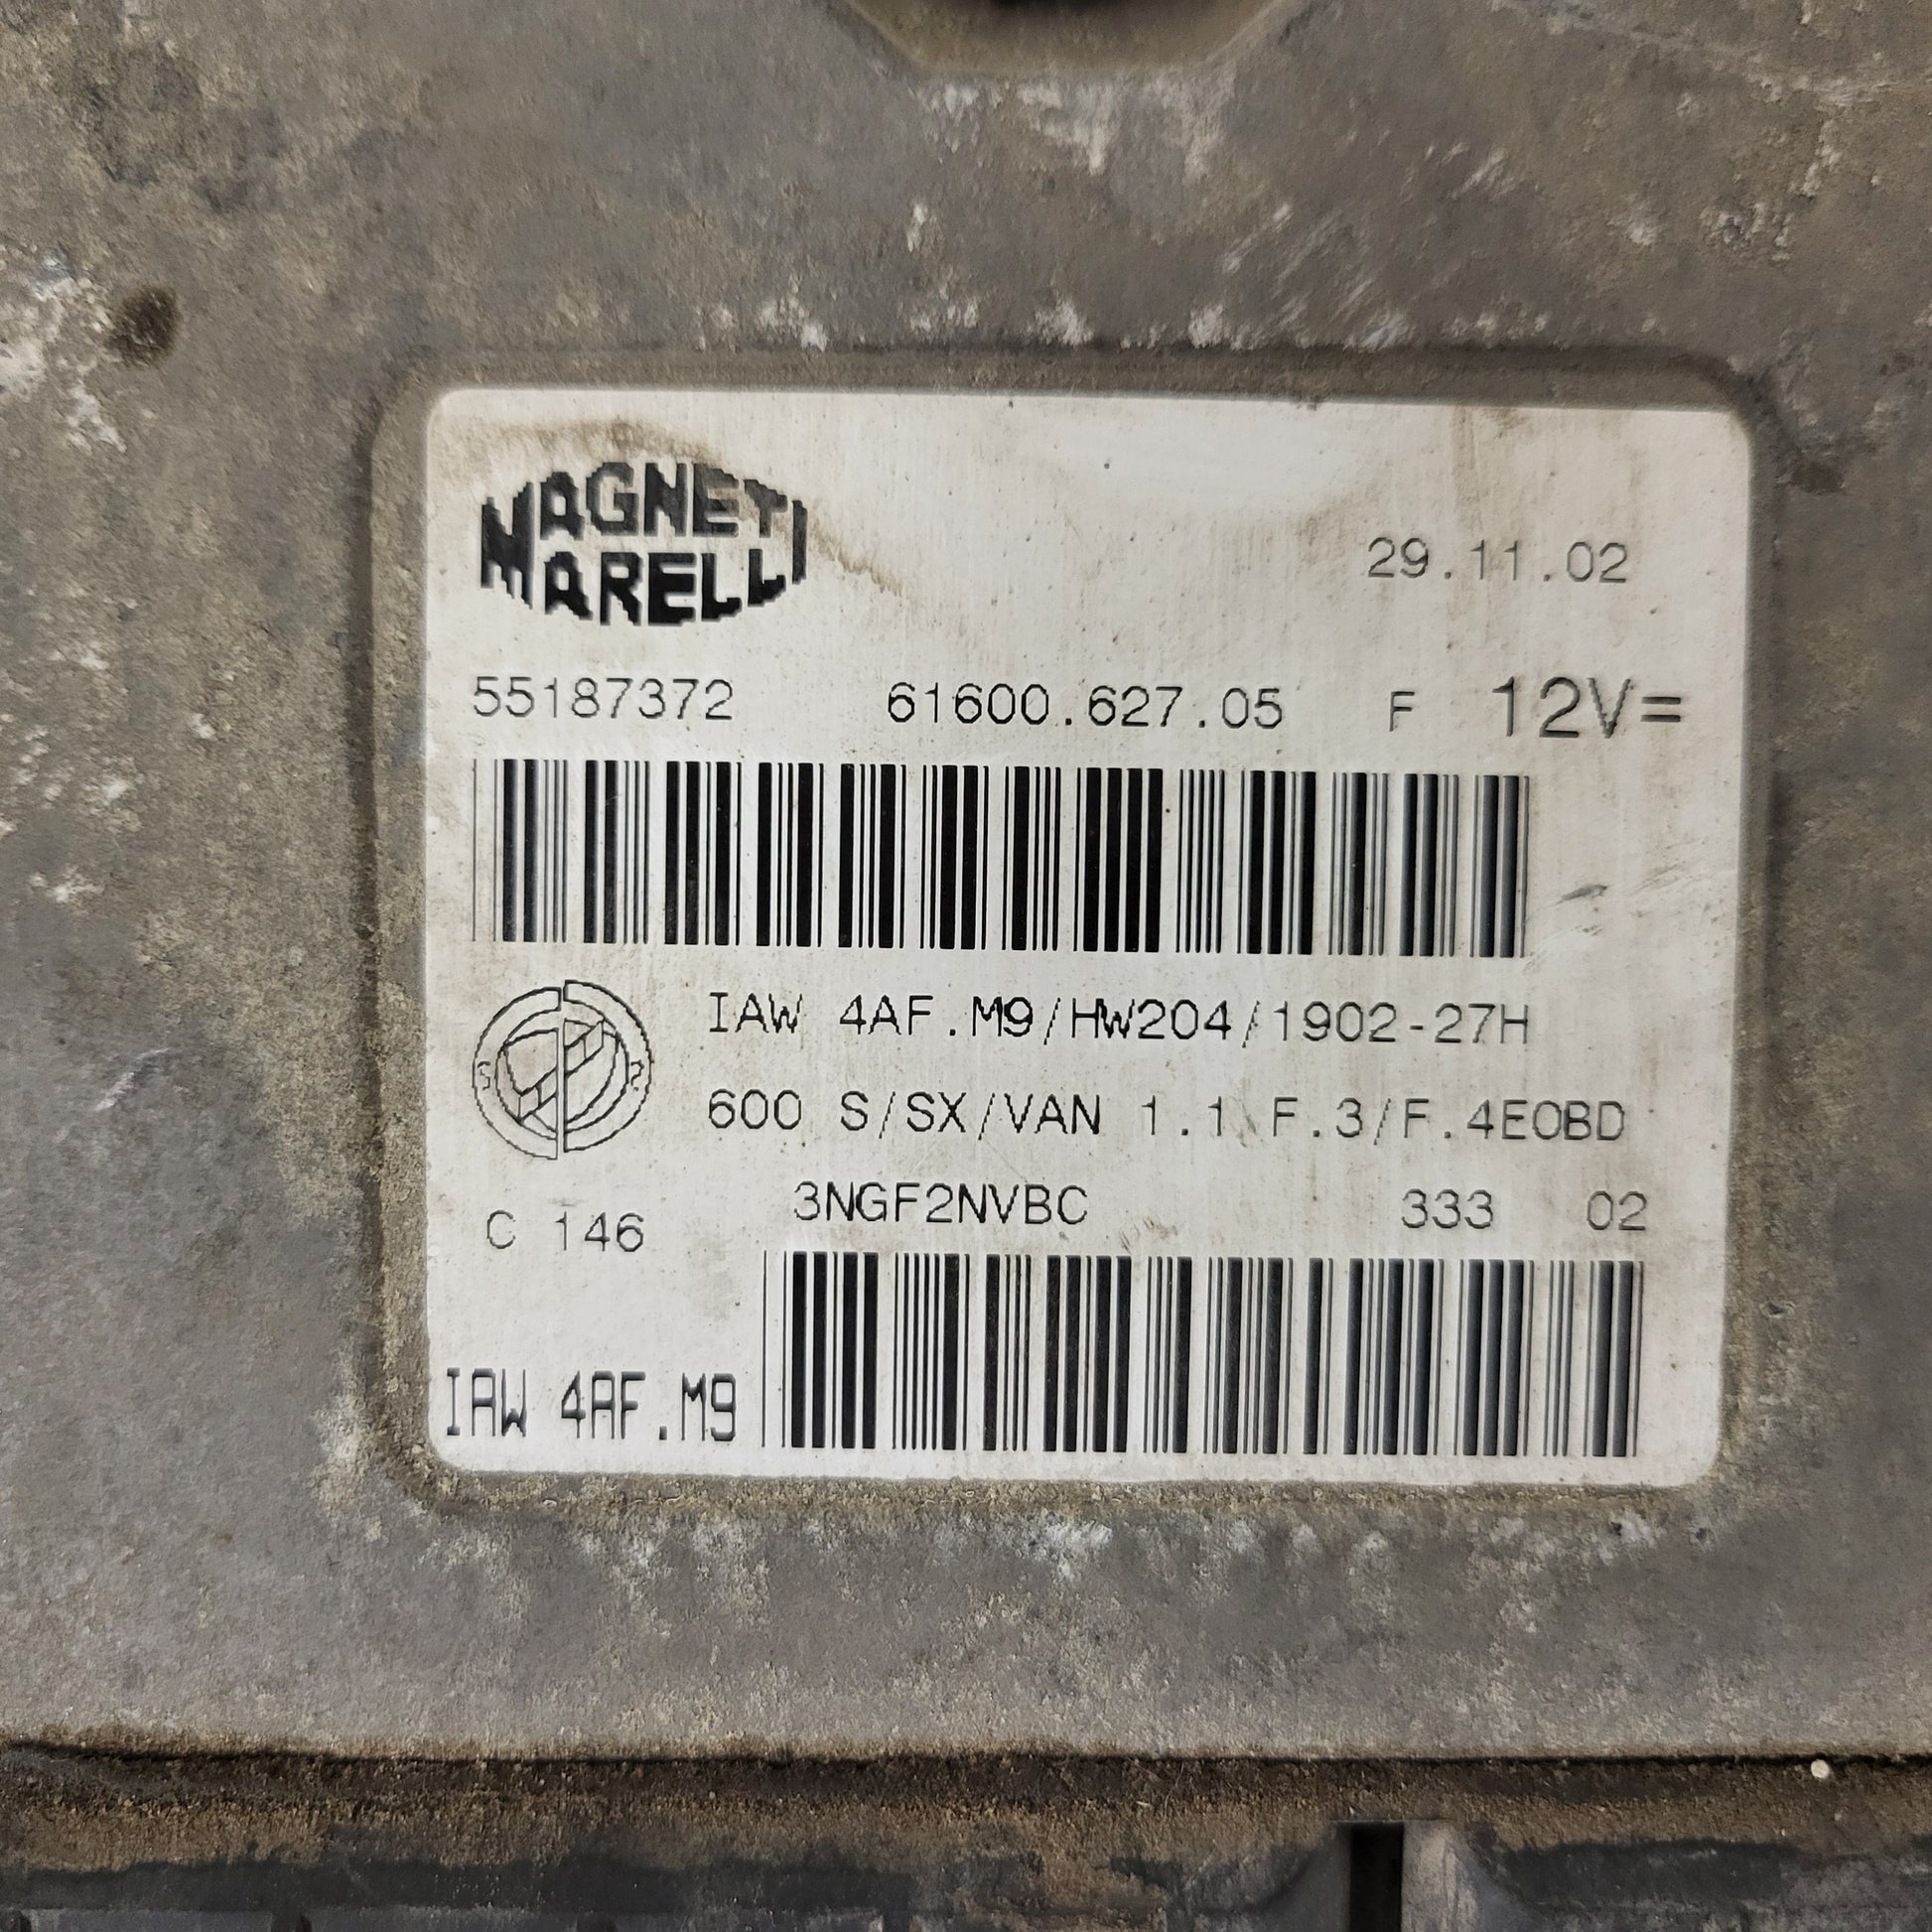 MAGNETI
MARELLI
29.11.02
55187372 61600.627.05 F 12V=
IAW 4AF.M9/HW204/1902-27H
600 S/SX/VAN 1.1 F.3/F.4EOBD
3NGF2NVBC 333 02
C 146
IAW 4AF.M9